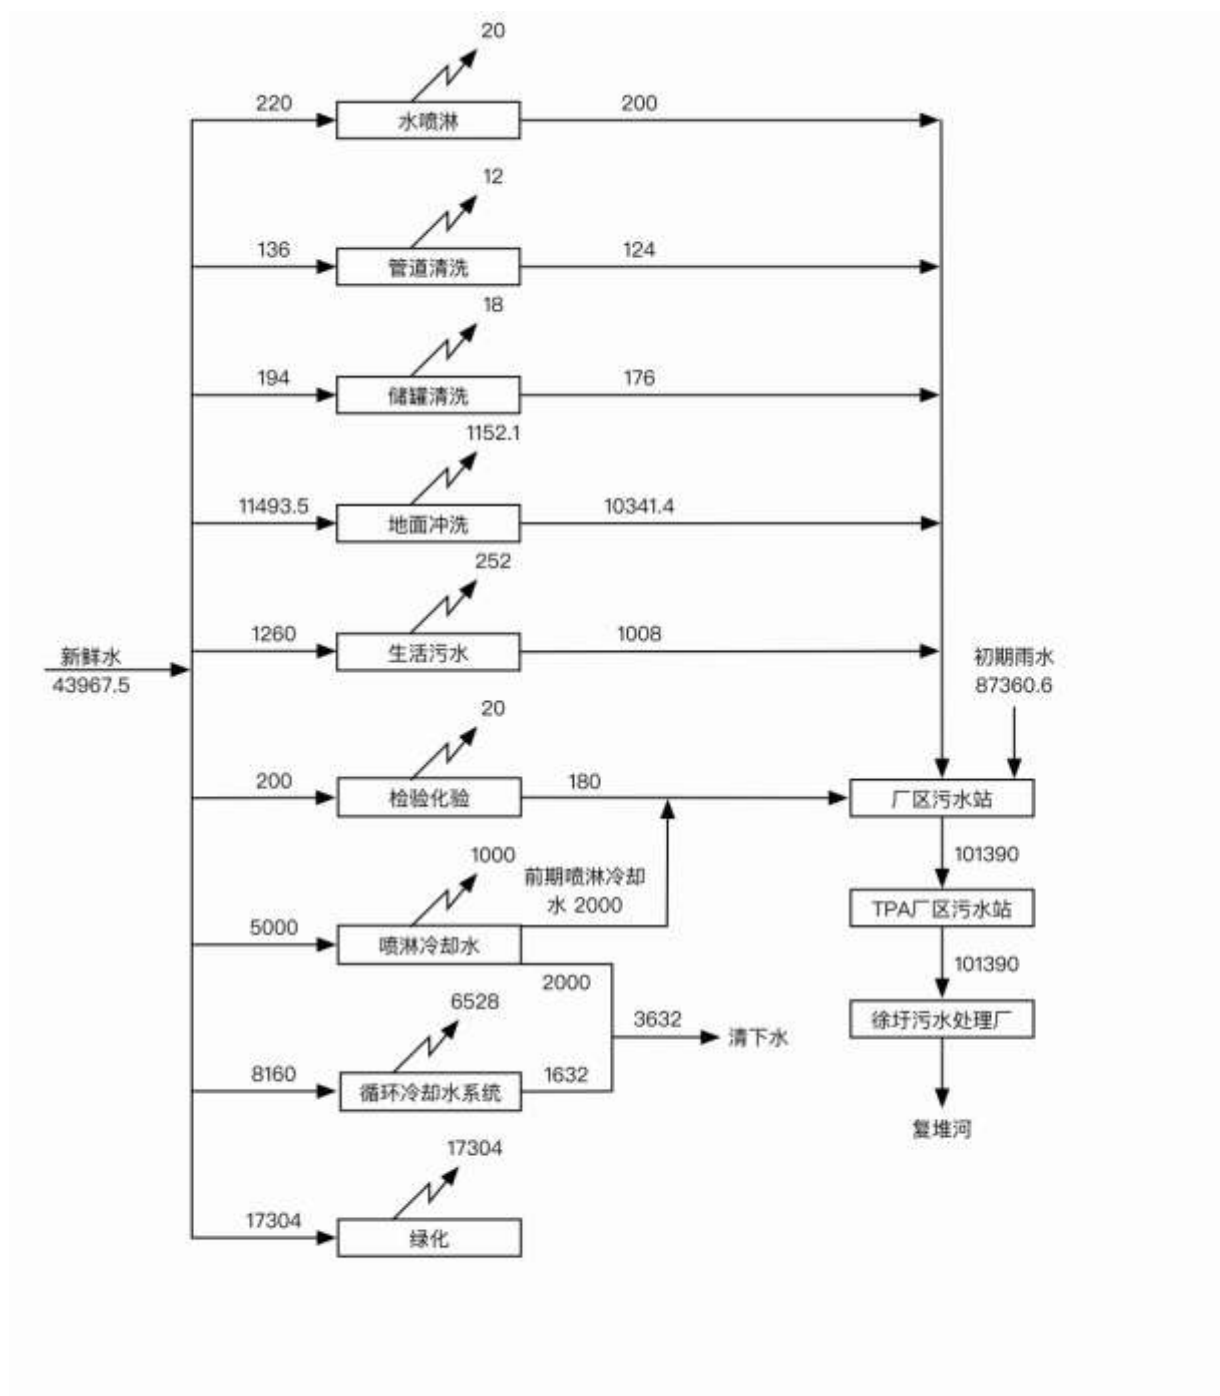 20
220
水喷淋
200
12
136
管道清洗
124
18
194
储罐清洗
176
1152.1
11493.5
地面冲洗
10341.4
252
1260
生活污水
1008
新鲜水
43967.5
初期雨水
87360.6
20
200
检验化验
180
厂区污水站
101390
1000
前期喷淋冷却
水 2000
5000
喷淋冷却水
2000
TPA厂区污水站
101390
6528
8160
循环冷却水系统
1632
3632
清下水
徐圩污水处理厂
复堆河
17304
17304
绿化